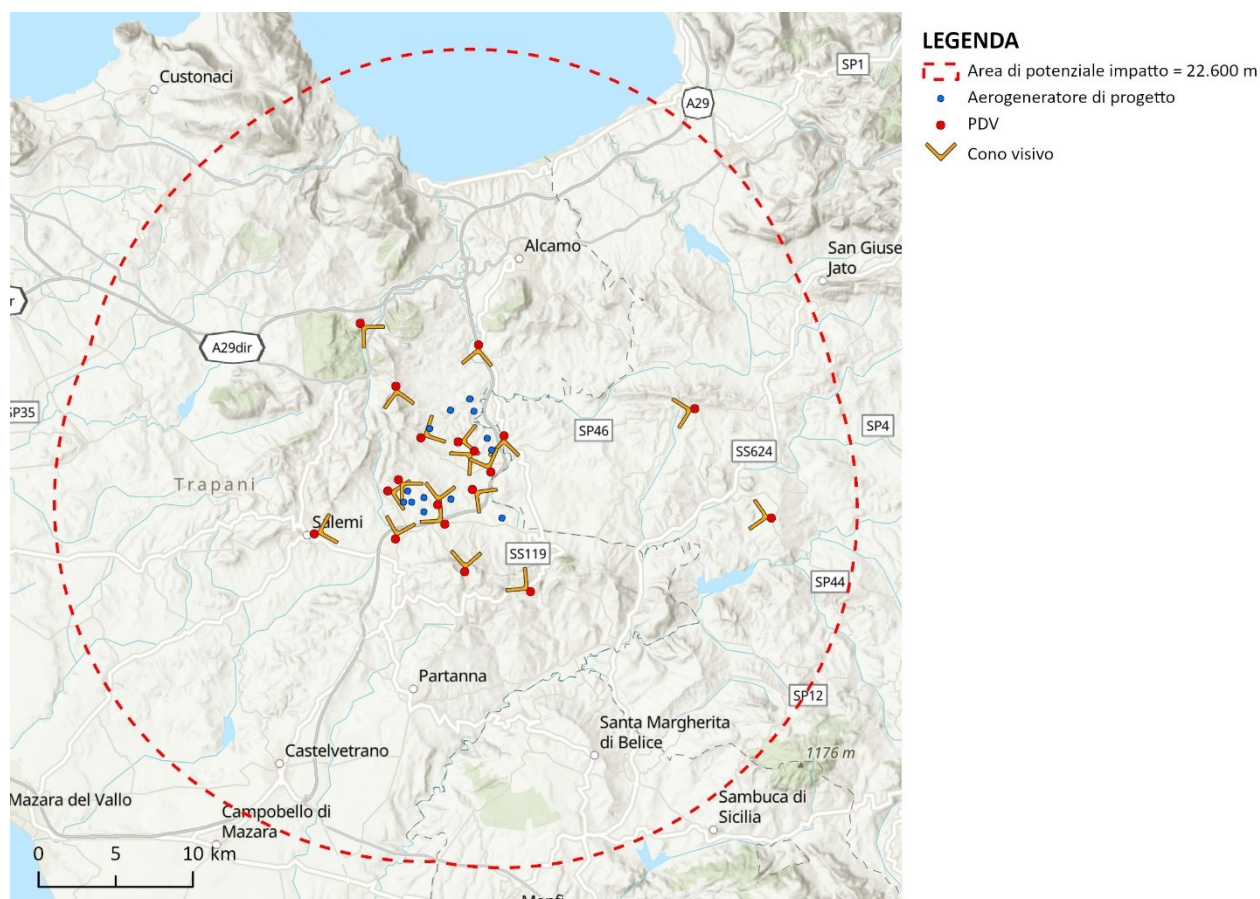 LEGENDA
Area di potenziale impatto = 22.600 m
Aerogeneratore di progetto
PDV
Cono visivo
Custonaci
SP1
A29
Alcamo
San Giuse
Jato
r
A29dir
SP35
SP46
SP4
SS624
Trapani
Salemi
SS119
SP44
Partanna
SP12
Santa Margherita
di Belice
Castelvetrano
1176 m
Mazara del Vallo
Campobello di
Mazara
Sambuca di
Sicilia
0 5 10 km